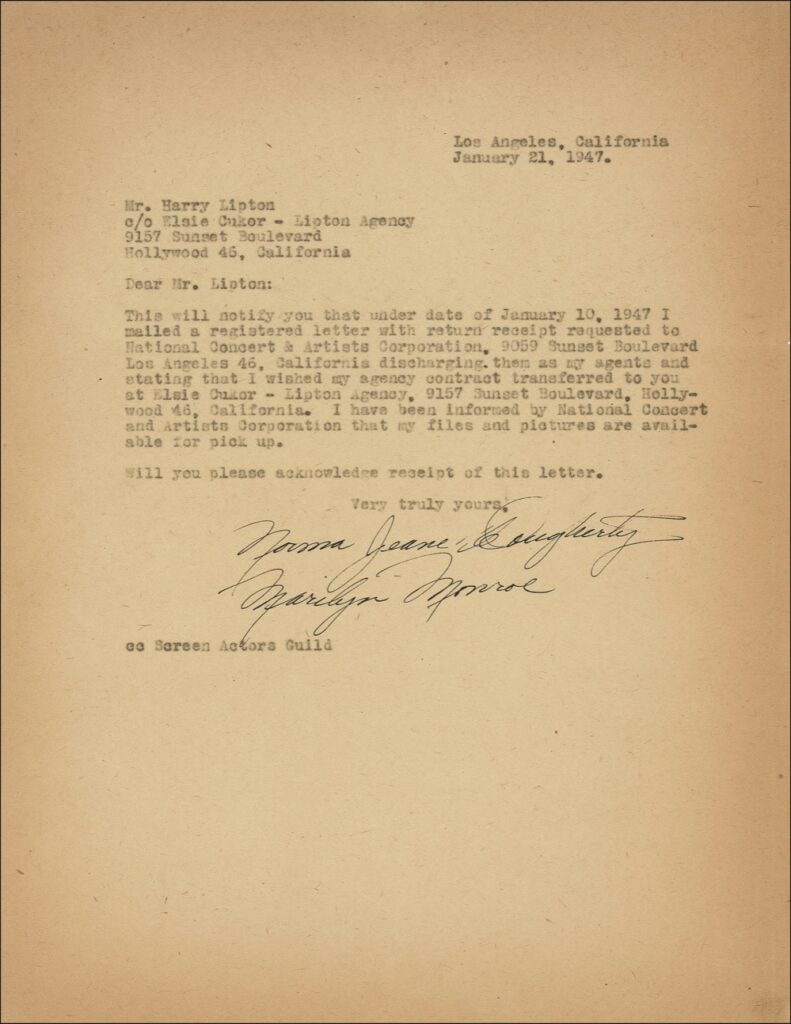 Los Angeles, California
January 21, 1947.
Mr. Harry Lipton
c/o Elsie Cukor - Lipton Agency
9157 Sunset Boulevard
Hollywood 46, California
Dear Mr. Lipton:
This will notify you that under date of January 10, 1947 I
mailed a registered letter with return receipt requested to
National Concert & Artists Corporation, 9059 Sunset Boulevard
Los Angeles 46, California discharging them as my agents and
stating that I wished my agency contract transferred to you
at Elsie Cukor - Lipton Agency, 9157 Sunset Boulevard, Holly-
wood 46, California. I have been informed by National Concert
and Artists Corporation that my files and pictures are avail-
able for pick up.
Will you please acknowledge receipt of this letter.
Very truly yours,
Norma Jeane Dougherty
Marilyn Monroe
cc Screen Actors Guild